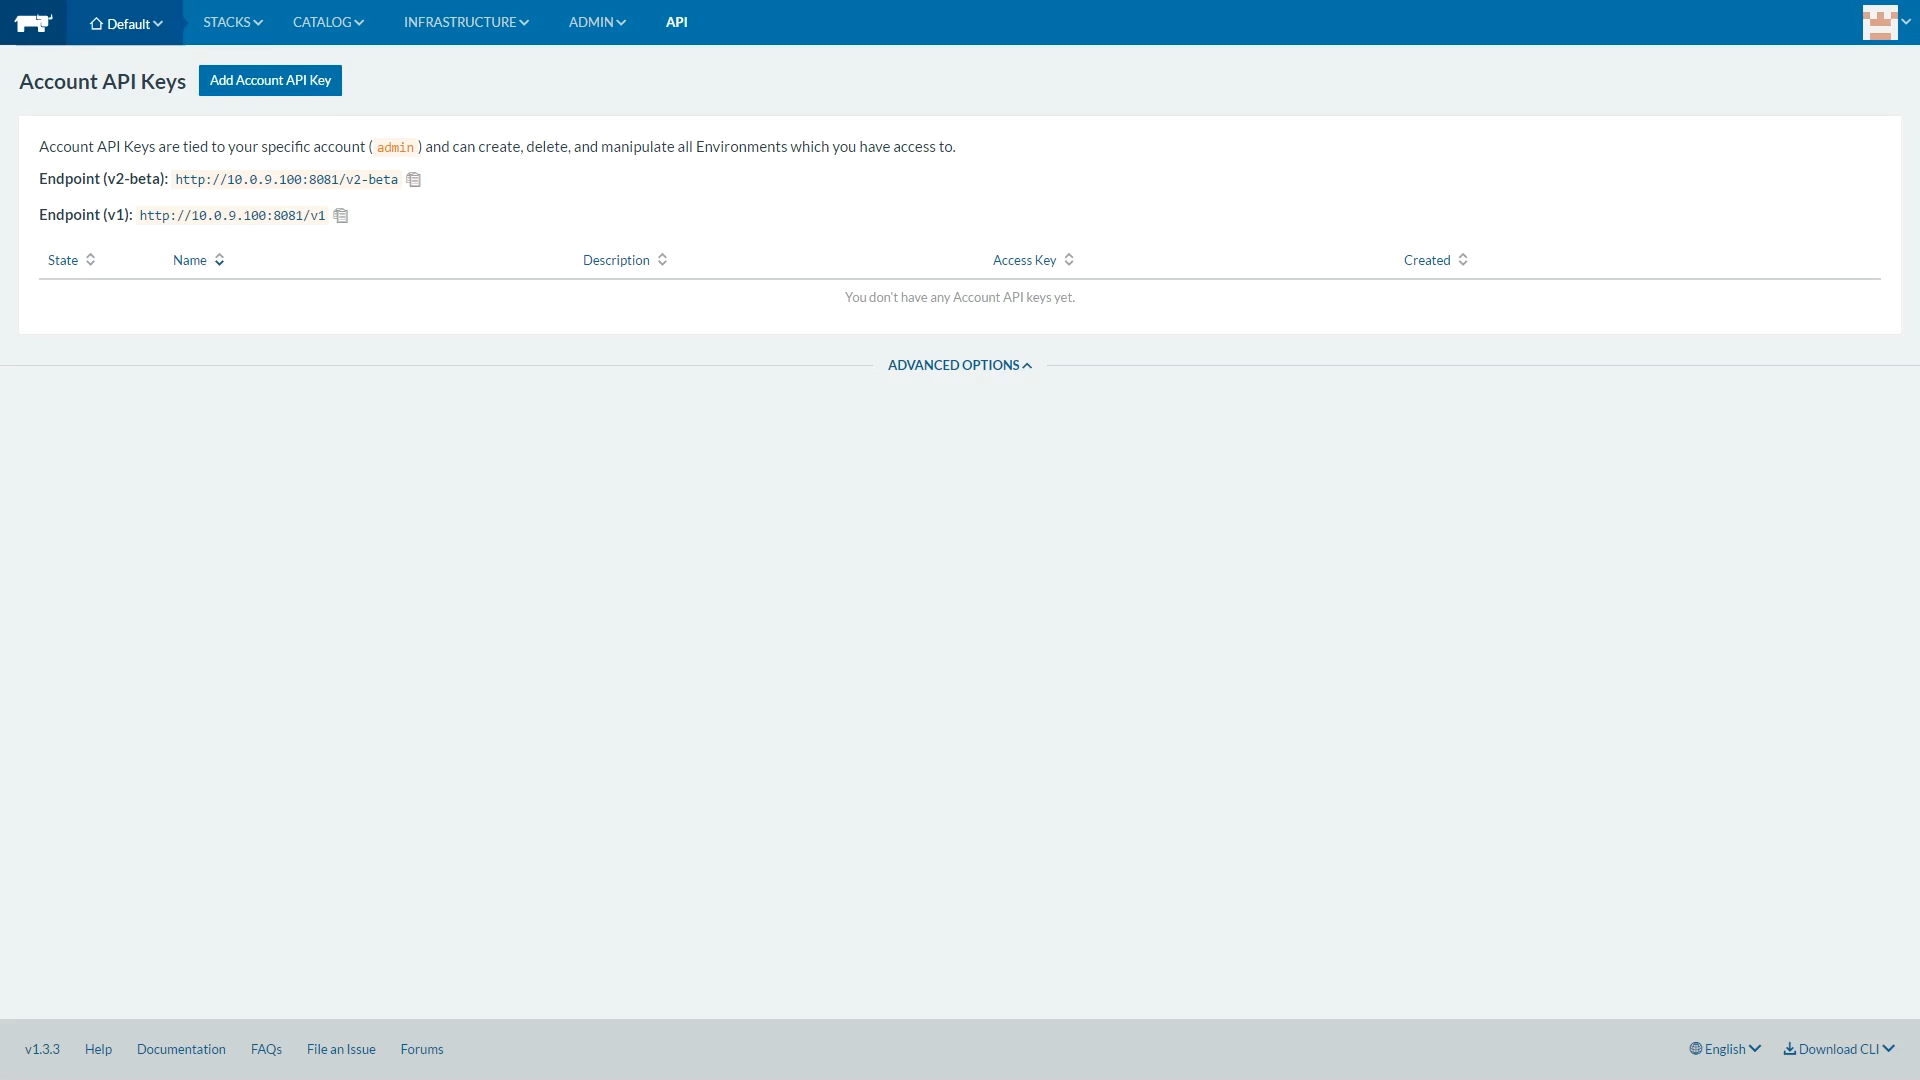 Default STACKS CATALOG INFRASTRUCTURE ADMIN API
Account API Keys Add Account API Key
Account API Keys are tied to your specific account ( admin ) and can create, delete, and manipulate all Environments which you have access to.
Endpoint (v2-beta): http://10.0.9.100:8081/v2-beta
Endpoint (v1): http://10.0.9.100:8081/v1
State Name Description Access Key Created
You don't have any Account API keys yet.
ADVANCED OPTIONS
v1.3.3 Help Documentation FAQs File an Issue Forums English Download CLI